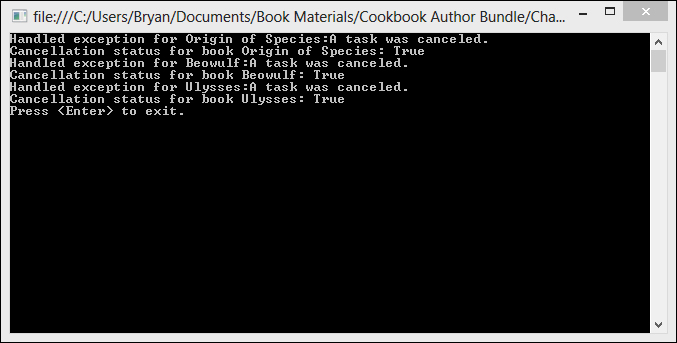 file:///C:/Users/Bryan/Documents/Book Materials/Cookbook Author Bundle/Cha...
Handled exception for Origin of Species:A task was canceled.
Cancellation status for book Origin of Species: True
Handled exception for Beowulf:A task was canceled.
Cancellation status for book Beowulf: True
Handled exception for Ulysses:A task was canceled.
Cancellation status for book Ulysses: True
Press <Enter> to exit.